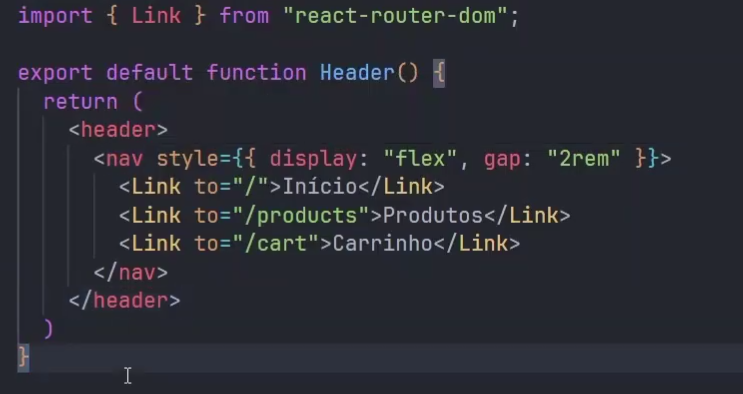 import { Link } from "react-router-dom";
export default function Header() {
return (
<header>
<nav style={{ display: "flex", gap: "2rem" }}>
<Link to="/">Início</Link>
<Link to="/products">Produtos</Link>
<Link to="/cart">Carrinho</Link>
</nav>
</header>
)
}